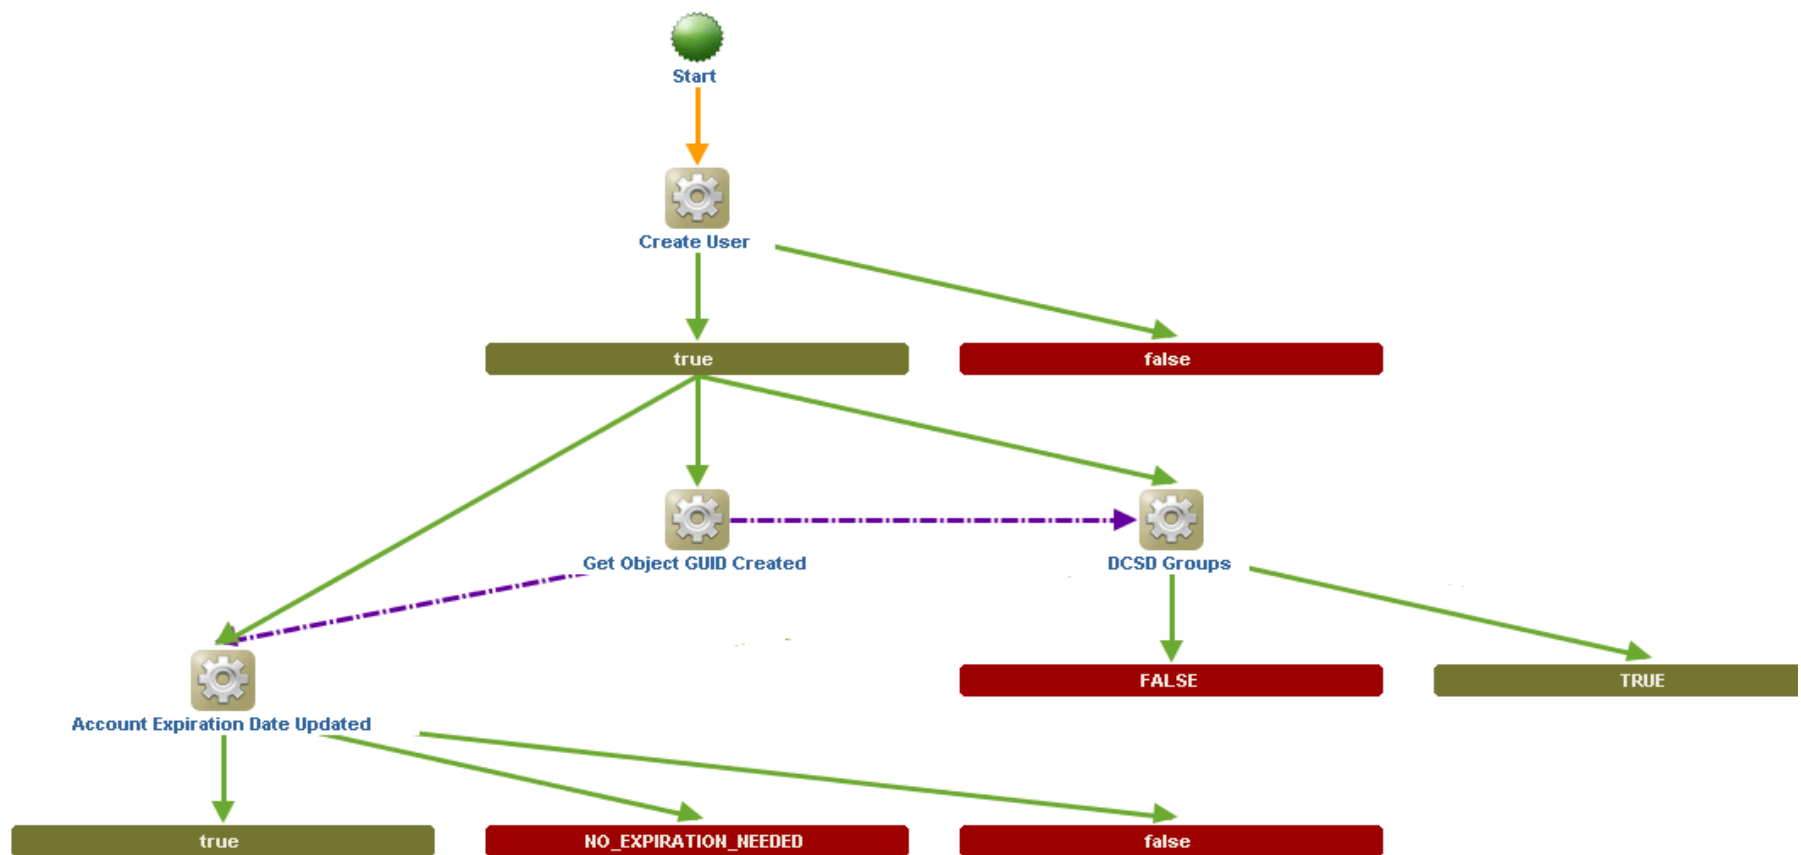 Start
Create User
true
false
Get Object GUID Created
DCSD Groups
FALSE
TRUE
Account Expiration Date Updated
true
NO_EXPIRATION_NEEDED
false